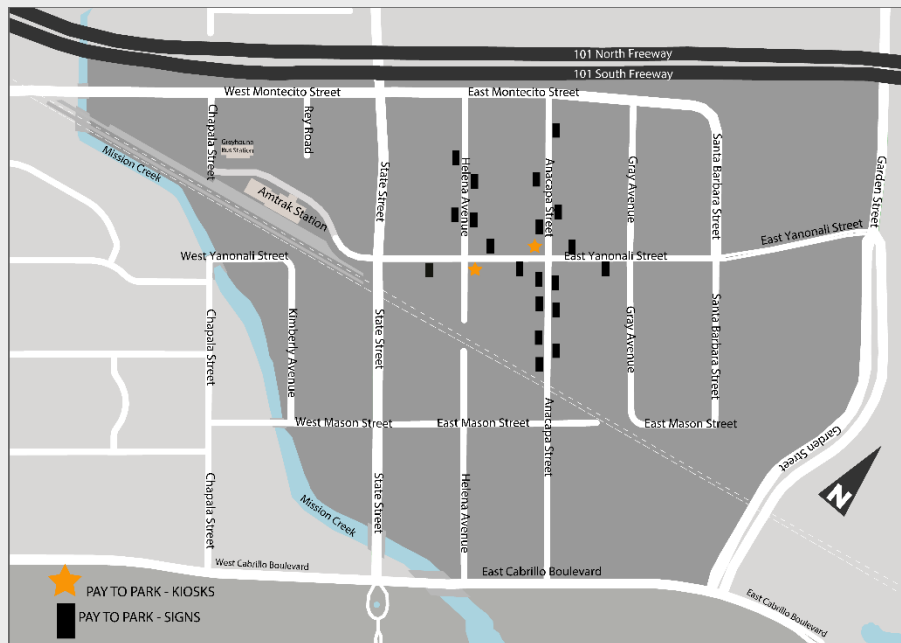 101 North Freeway
101 South Freeway
West Montecito Street
East Montecito Street
Chapala Street
Rey Road
Greyhound
Bus Station
Mission Creek
Amtrak Station
State Street
Helena Avenue
Anacapa Street
Gray Avenue
Santa Barbara Street
Garden Street
West Yanonali Street
East Yanonali Street
East Yanonali Street
Chapala Street
Kimberly Avenue
State Street
Gray Avenue
Santa Barbara Street
West Mason Street
East Mason Street
East Mason Street
Anacapa Street
Garden Street
Chapala Street
Mission Creek
State Street
Helena Avenue
N
West Cabrillo Boulevard
East Cabrillo Boulevard
East Cabrillo Boulevard
PAY TO PARK - KIOSKS
PAY TO PARK - SIGNS